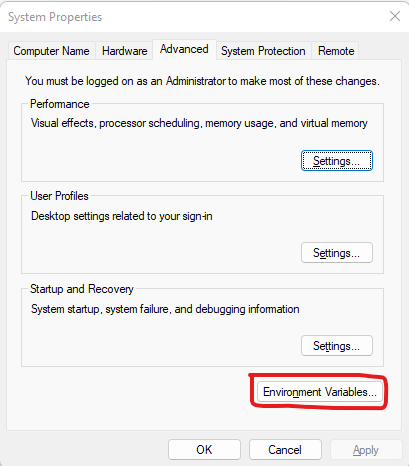 System Properties
Computer Name Hardware Advanced System Protection Remote
You must be logged on as an Administrator to make most of these changes.
Performance
Visual effects, processor scheduling, memory usage, and virtual memory
Settings...
User Profiles
Desktop settings related to your sign-in
Settings...
Startup and Recovery
System startup, system failure, and debugging information
Settings...
Environment Variables...
OK Cancel Apply